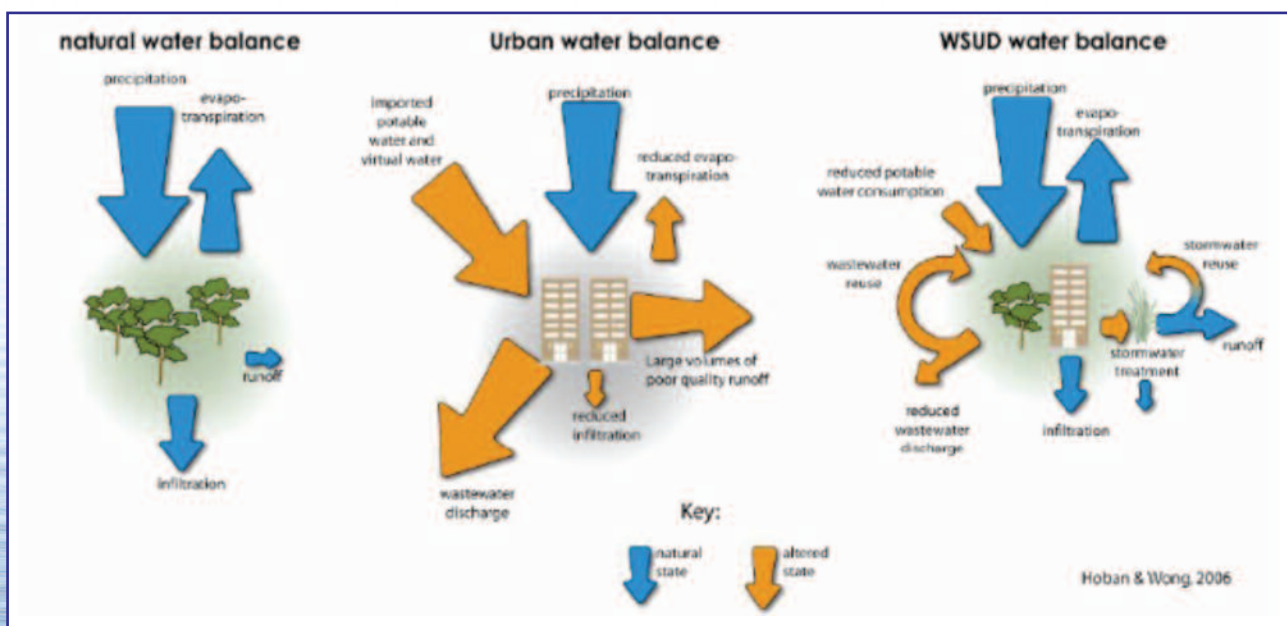 natural water balance
precipitation
evapo-
transpiration
runoff
infiltration
Urban water balance
imported
potable
water and
virtual water
precipitation
reduced evapo-
transpiration
Large volumes of
poor quality runoff
reduced
infiltration
wastewater
discharge
WSUD water balance
precipitation
evapo-
transpiration
reduced potable
water consumption
wastewater
reuse
stormwater
reuse
runoff
stormwater
treatment
infiltration
reduced
wastewater
discharge
Key:
natural
state
altered
state
Hoban & Wong, 2006